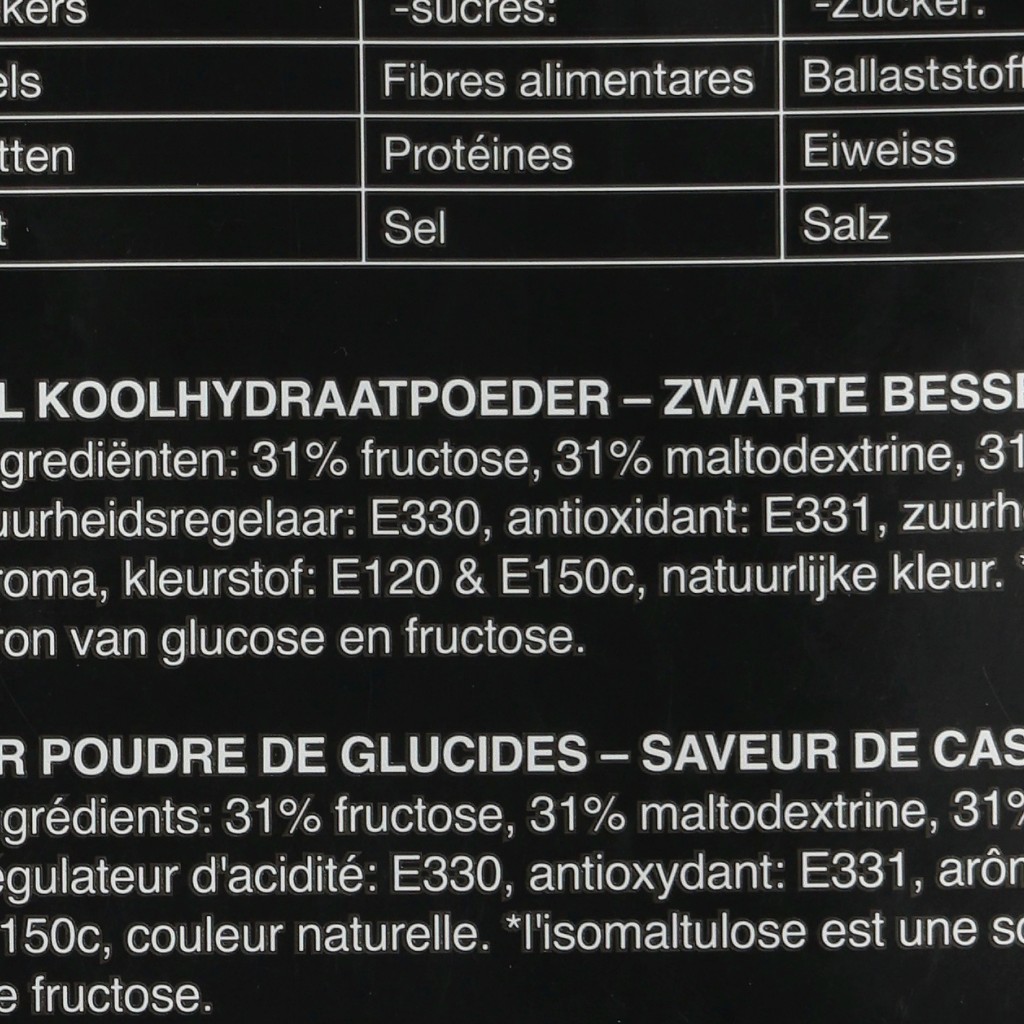 kers -sucres: -Zucker:
els Fibres alimentares Ballaststoff
tten Protéines Eiweiss
t Sel Salz
L KOOLHYDRAATPOEDER – ZWARTE BESSE
grediënten: 31% fructose, 31% maltodextrine, 31
uurheidsregelaar: E330, antioxidant: E331, zuurh
roma, kleurstof: E120 & E150c, natuurlijke kleur. *
ron van glucose en fructose.
R POUDRE DE GLUCIDES – SAVEUR DE CAS
grédients: 31% fructose, 31% maltodextrine, 31%
égulateur d'acidité: E330, antioxydant: E331, arôm
150c, couleur naturelle. *l'isomaltulose est une so
e fructose.